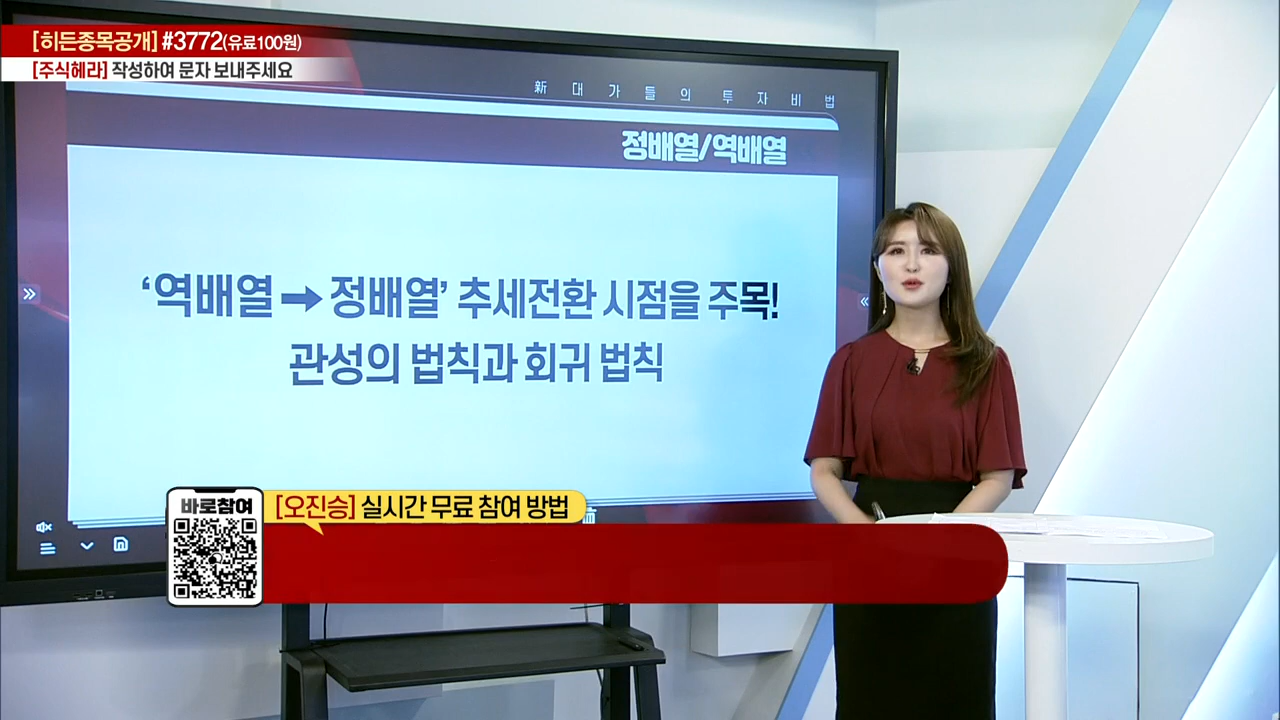 [히든종목공개] #3772(유료100원)
[주식헤라] 작성하여 문자 보내주세요
新 대 가 들 의 투 자 비 법
정배열/역배열
‘역배열 ➡ 정배열’ 추세전환 시점을 주목!
관성의 법칙과 회귀 법칙
바로참여
[오진승] 실시간 무료 참여 방법